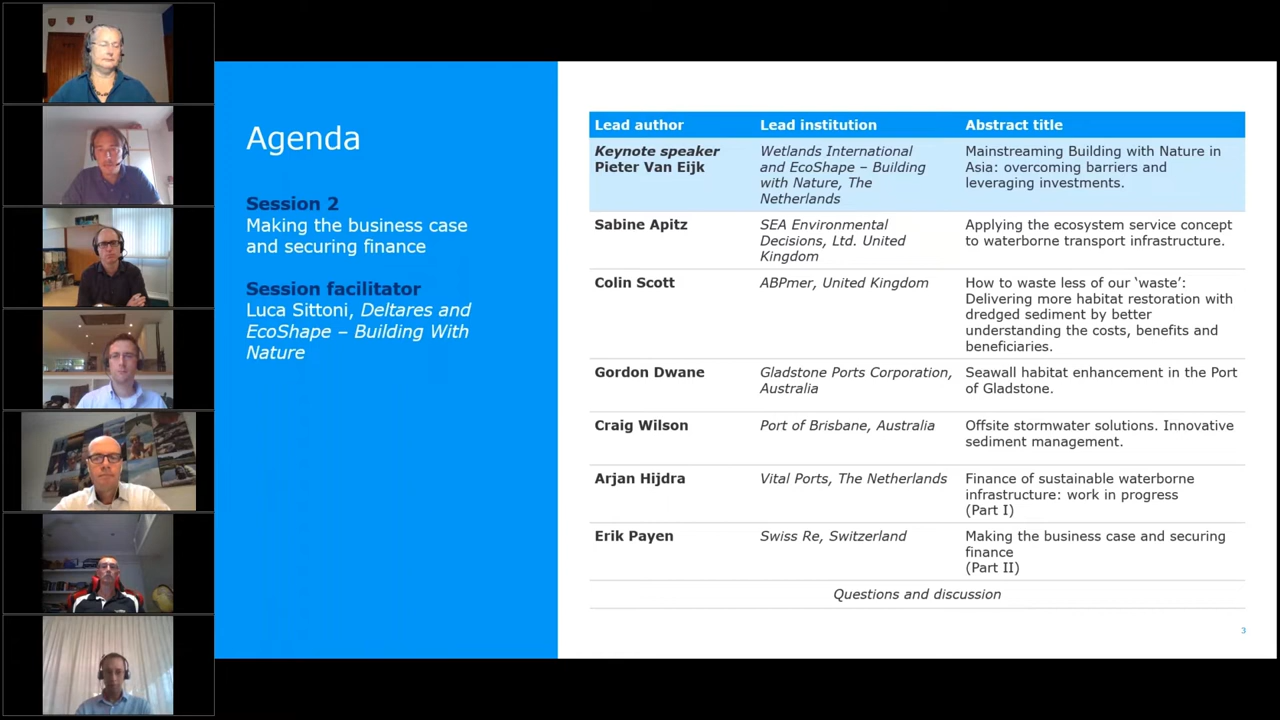 Agenda
Session 2
Making the business case
and securing finance
Session facilitator
Luca Sittoni, Deltares and
EcoShape – Building With
Nature
Lead author Lead institution Abstract title
Keynote speaker
Pieter Van Eijk
Wetlands International
and EcoShape – Building
with Nature, The
Netherlands
Mainstreaming Building with Nature in
Asia: overcoming barriers and
leveraging investments.
Sabine Apitz
SEA Environmental
Decisions, Ltd. United
Kingdom
Applying the ecosystem service concept
to waterborne transport infrastructure.
Colin Scott
ABPmer, United Kingdom
How to waste less of our ‘waste’:
Delivering more habitat restoration with
dredged sediment by better
understanding the costs, benefits and
beneficiaries.
Gordon Dwane
Gladstone Ports Corporation,
Australia
Seawall habitat enhancement in the Port
of Gladstone.
Craig Wilson
Port of Brisbane, Australia
Offsite stormwater solutions. Innovative
sediment management.
Arjan Hijdra
Vital Ports, The Netherlands
Finance of sustainable waterborne
infrastructure: work in progress
(Part I)
Erik Payen
Swiss Re, Switzerland
Making the business case and securing
finance
(Part II)
Questions and discussion
3